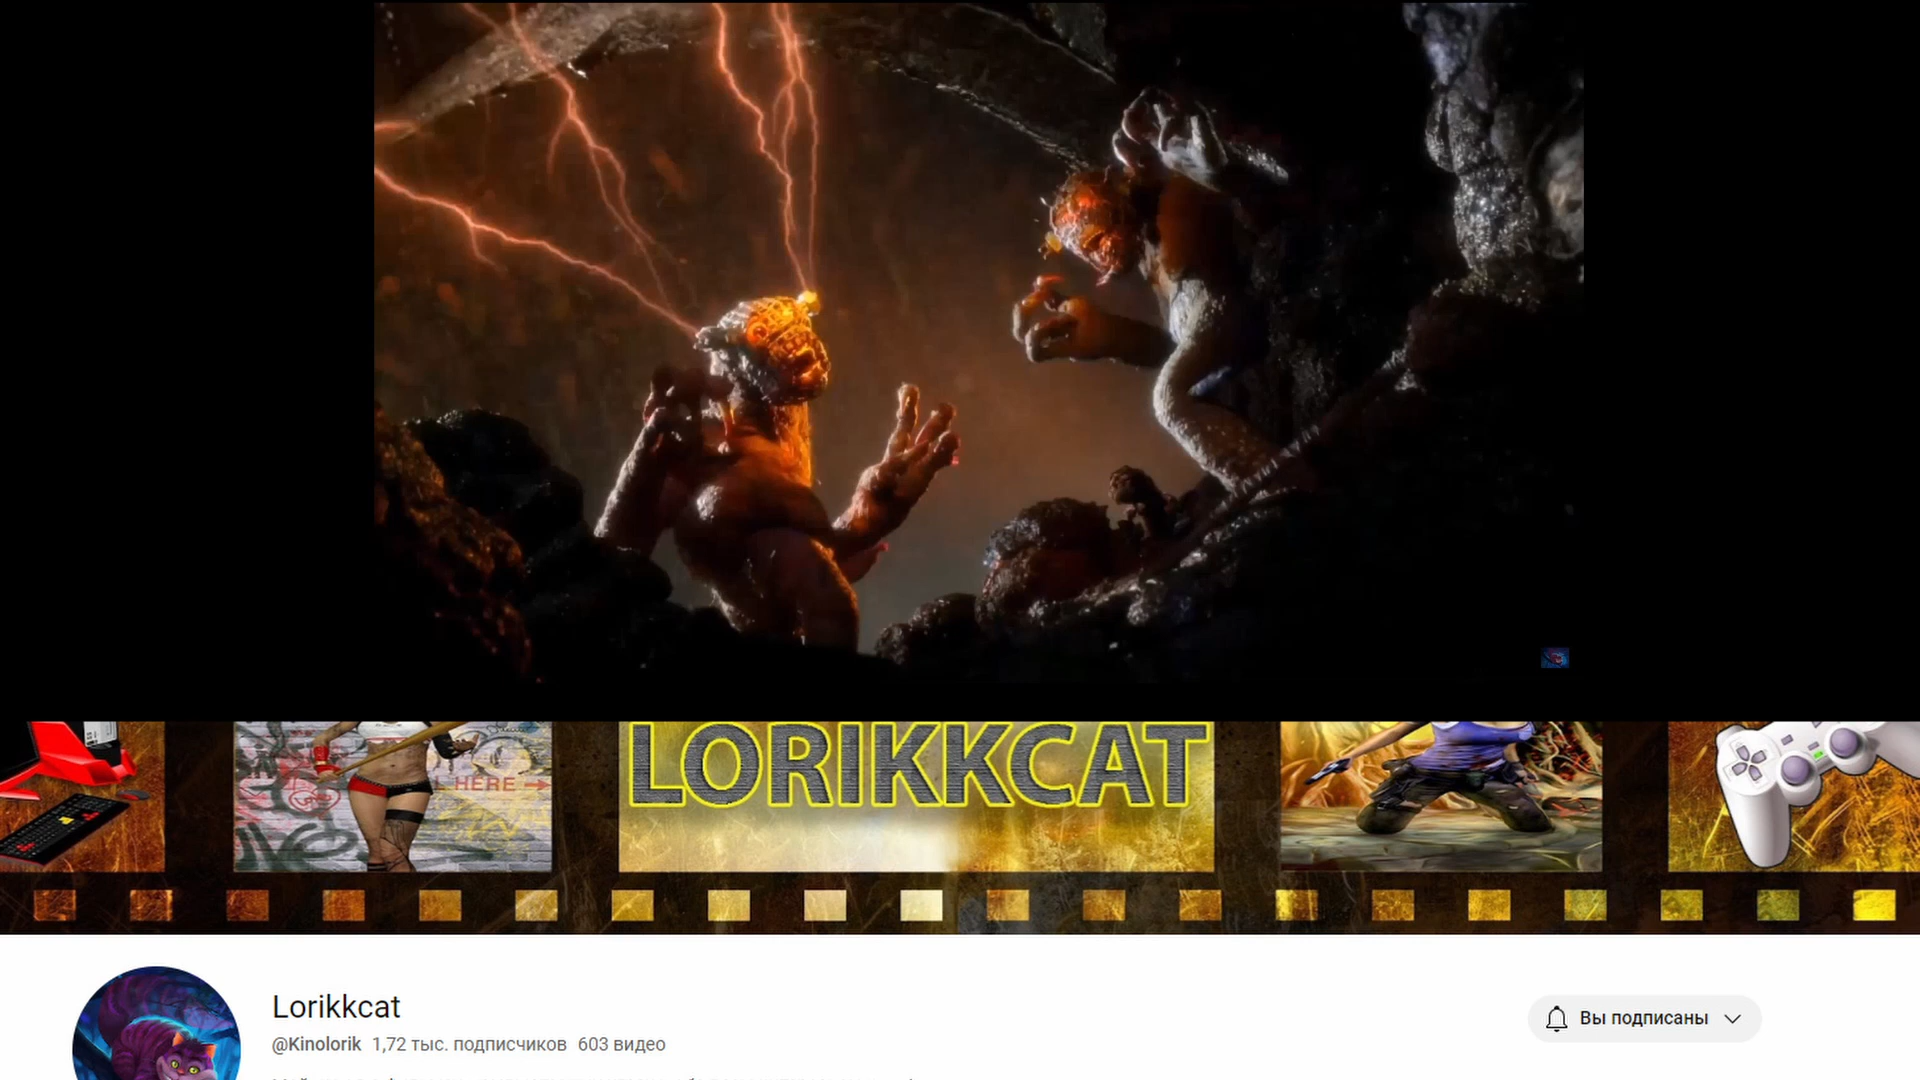 LORIKKCAT
HERE →
Lorikkcat
@Kinolorik 1,72 тыс. подписчиков 603 видео
Вы подписаны